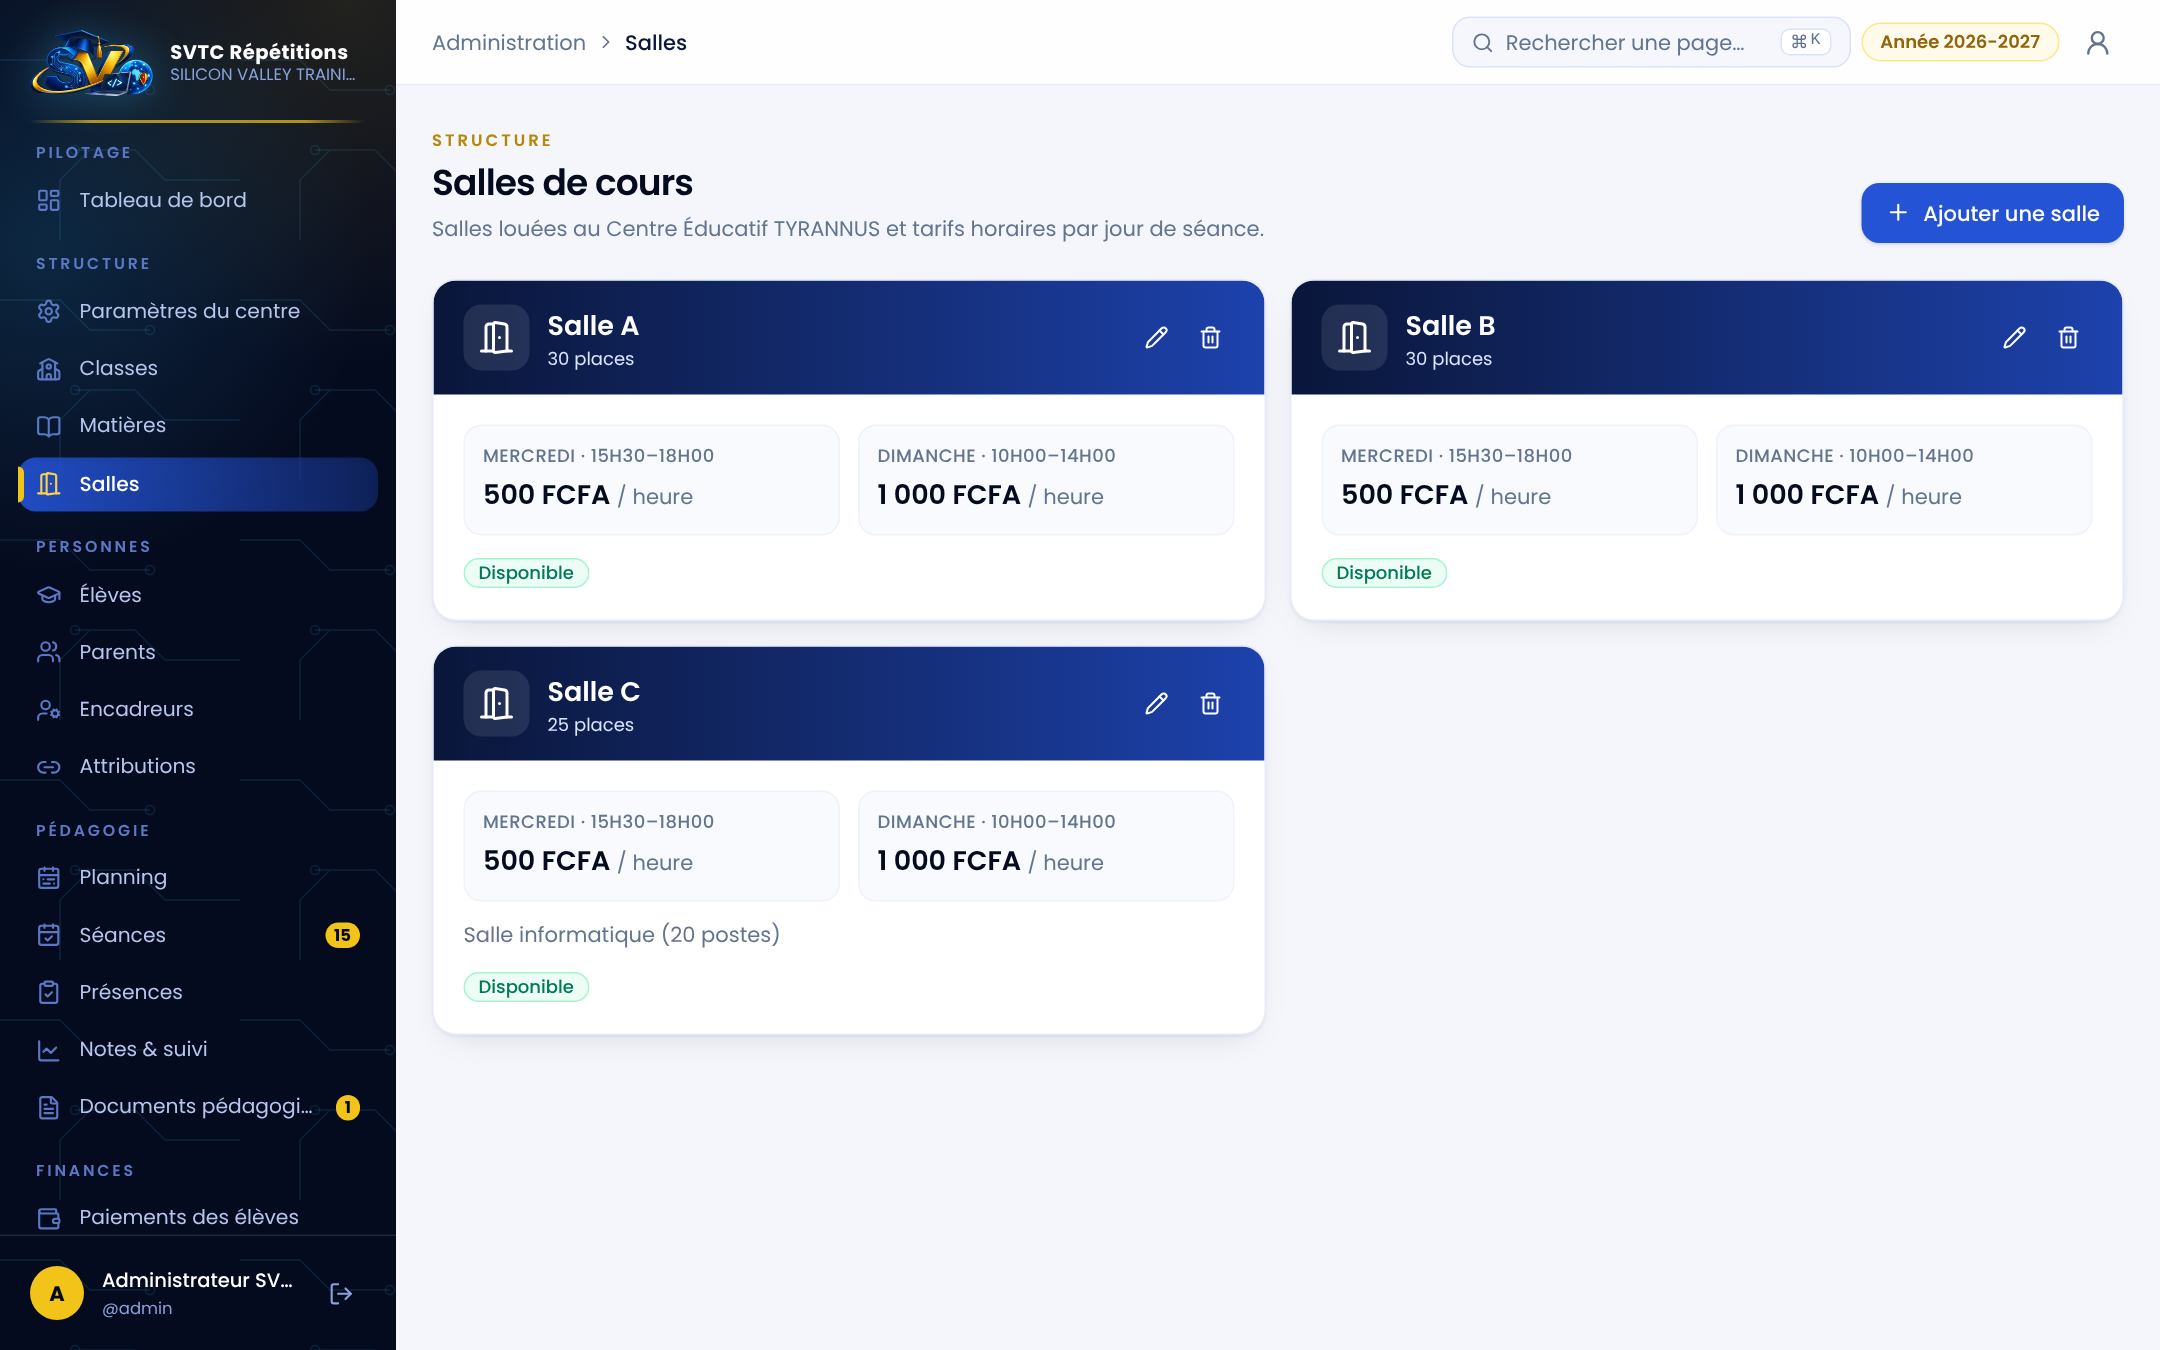 SVTC Répétitions
SILICON VALLEY TRAINI...
PILOTAGE
Tableau de bord
STRUCTURE
Paramètres du centre
Classes
Matières
Salles
PERSONNES
Élèves
Parents
Encadreurs
Attributions
PÉDAGOGIE
Planning
Séances 15
Présences
Notes & suivi
Documents pédagogi... 1
FINANCES
Paiements des élèves
A
Administrateur SV...
@admin
Administration > Salles
Rechercher une page... ⌘K
Année 2026-2027
STRUCTURE
Salles de cours
Salles louées au Centre Éducatif TYRANNUS et tarifs horaires par jour de séance.
+ Ajouter une salle
Salle A
30 places
MERCREDI · 15H30–18H00
500 FCFA / heure
DIMANCHE · 10H00–14H00
1 000 FCFA / heure
Disponible
Salle B
30 places
MERCREDI · 15H30–18H00
500 FCFA / heure
DIMANCHE · 10H00–14H00
1 000 FCFA / heure
Disponible
Salle C
25 places
MERCREDI · 15H30–18H00
500 FCFA / heure
DIMANCHE · 10H00–14H00
1 000 FCFA / heure
Salle informatique (20 postes)
Disponible